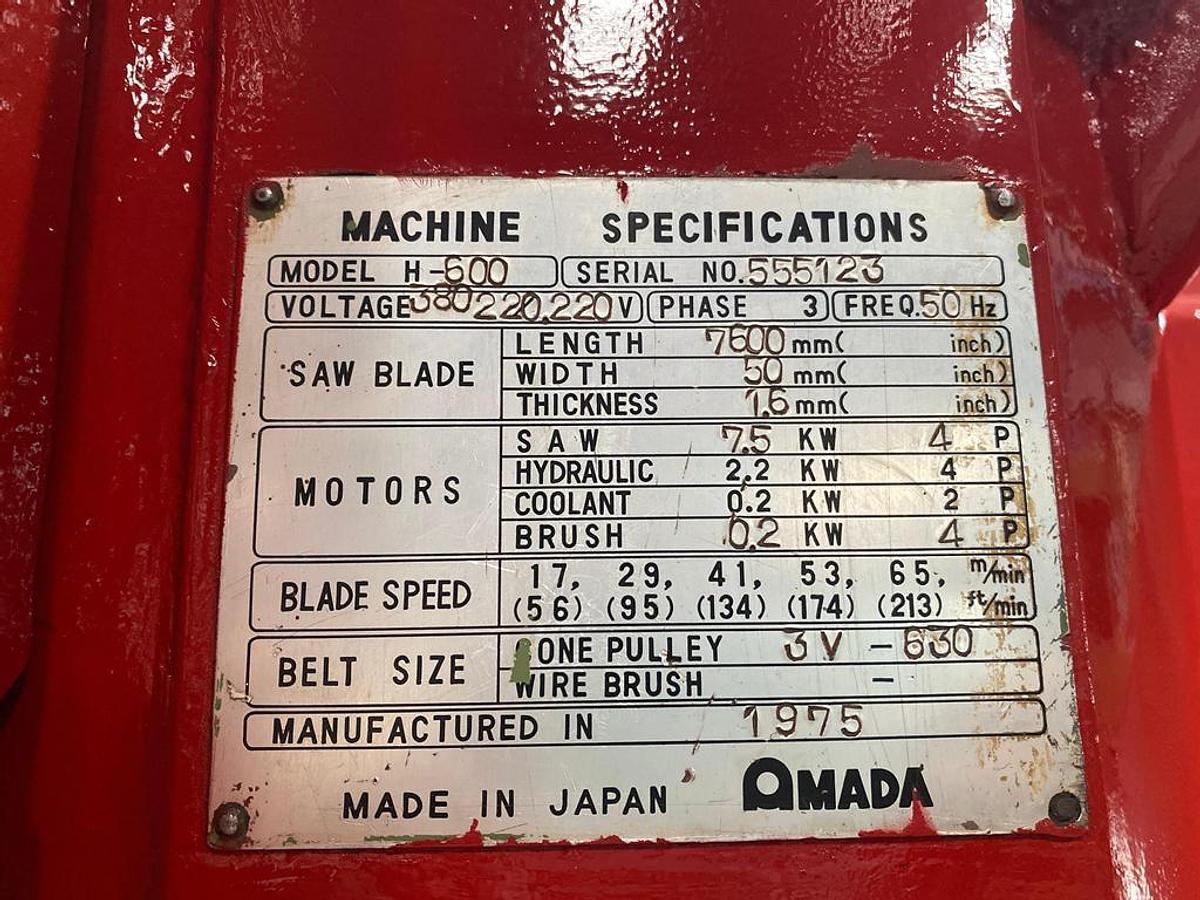 MACHINE SPECIFICATIONS
MODEL H-600 SERIAL NO.555123
VOLTAGE 380 220.220 V PHASE 3 FREQ.50 Hz
SAW BLADE
LENGTH 7600 mm( inch)
WIDTH 50 mm( inch)
THICKNESS 1.6 mm( inch)
MOTORS
SAW 7.5 KW 4 P
HYDRAULIC 2.2 KW 4 P
COOLANT 0.2 KW 2 P
BRUSH 0.2 KW 4 P
BLADE SPEED
17, 29, 41, 53, 65, m/min
(56) (95) (134) (174) (213) ft/min
BELT SIZE
ONE PULLEY 3V-630
WIRE BRUSH -
MANUFACTURED IN 1975
MADE IN JAPAN AMADA